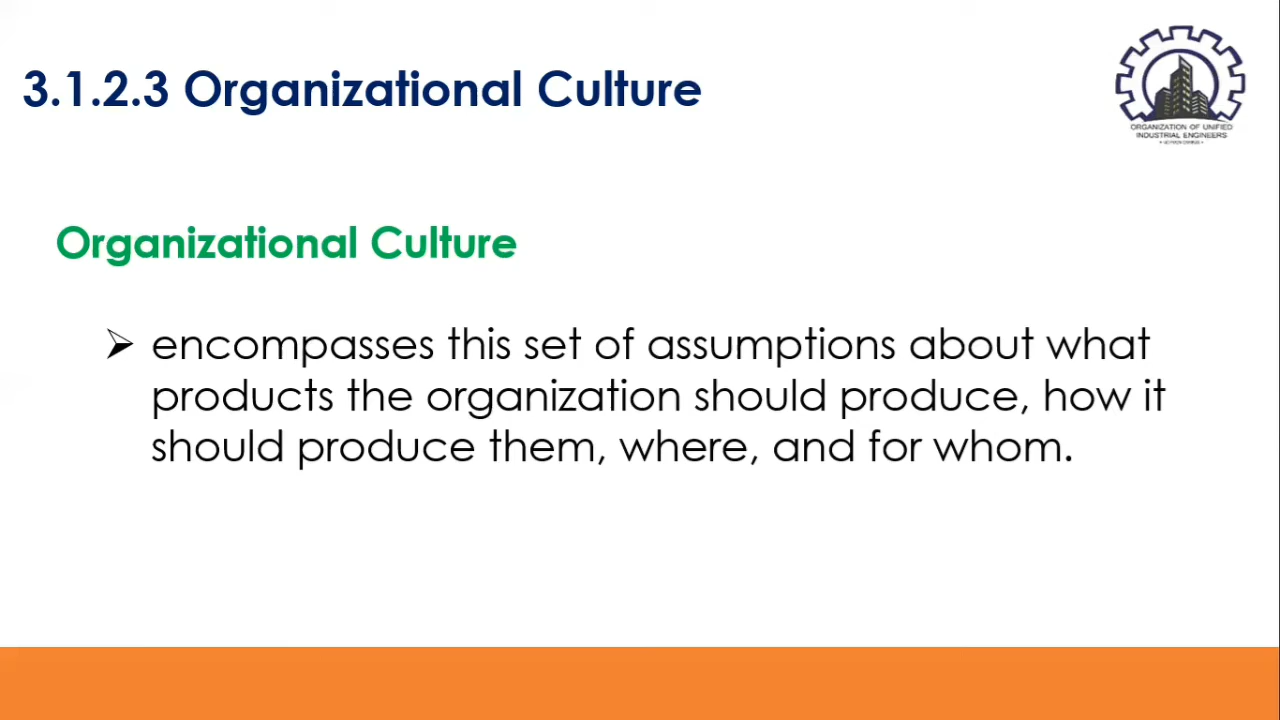 3.1.2.3 Organizational Culture
ORGANIZATION OF UNIFIED
INDUSTRIAL ENGINEERS
Organizational Culture
➢ encompasses this set of assumptions about what
products the organization should produce, how it
should produce them, where, and for whom.